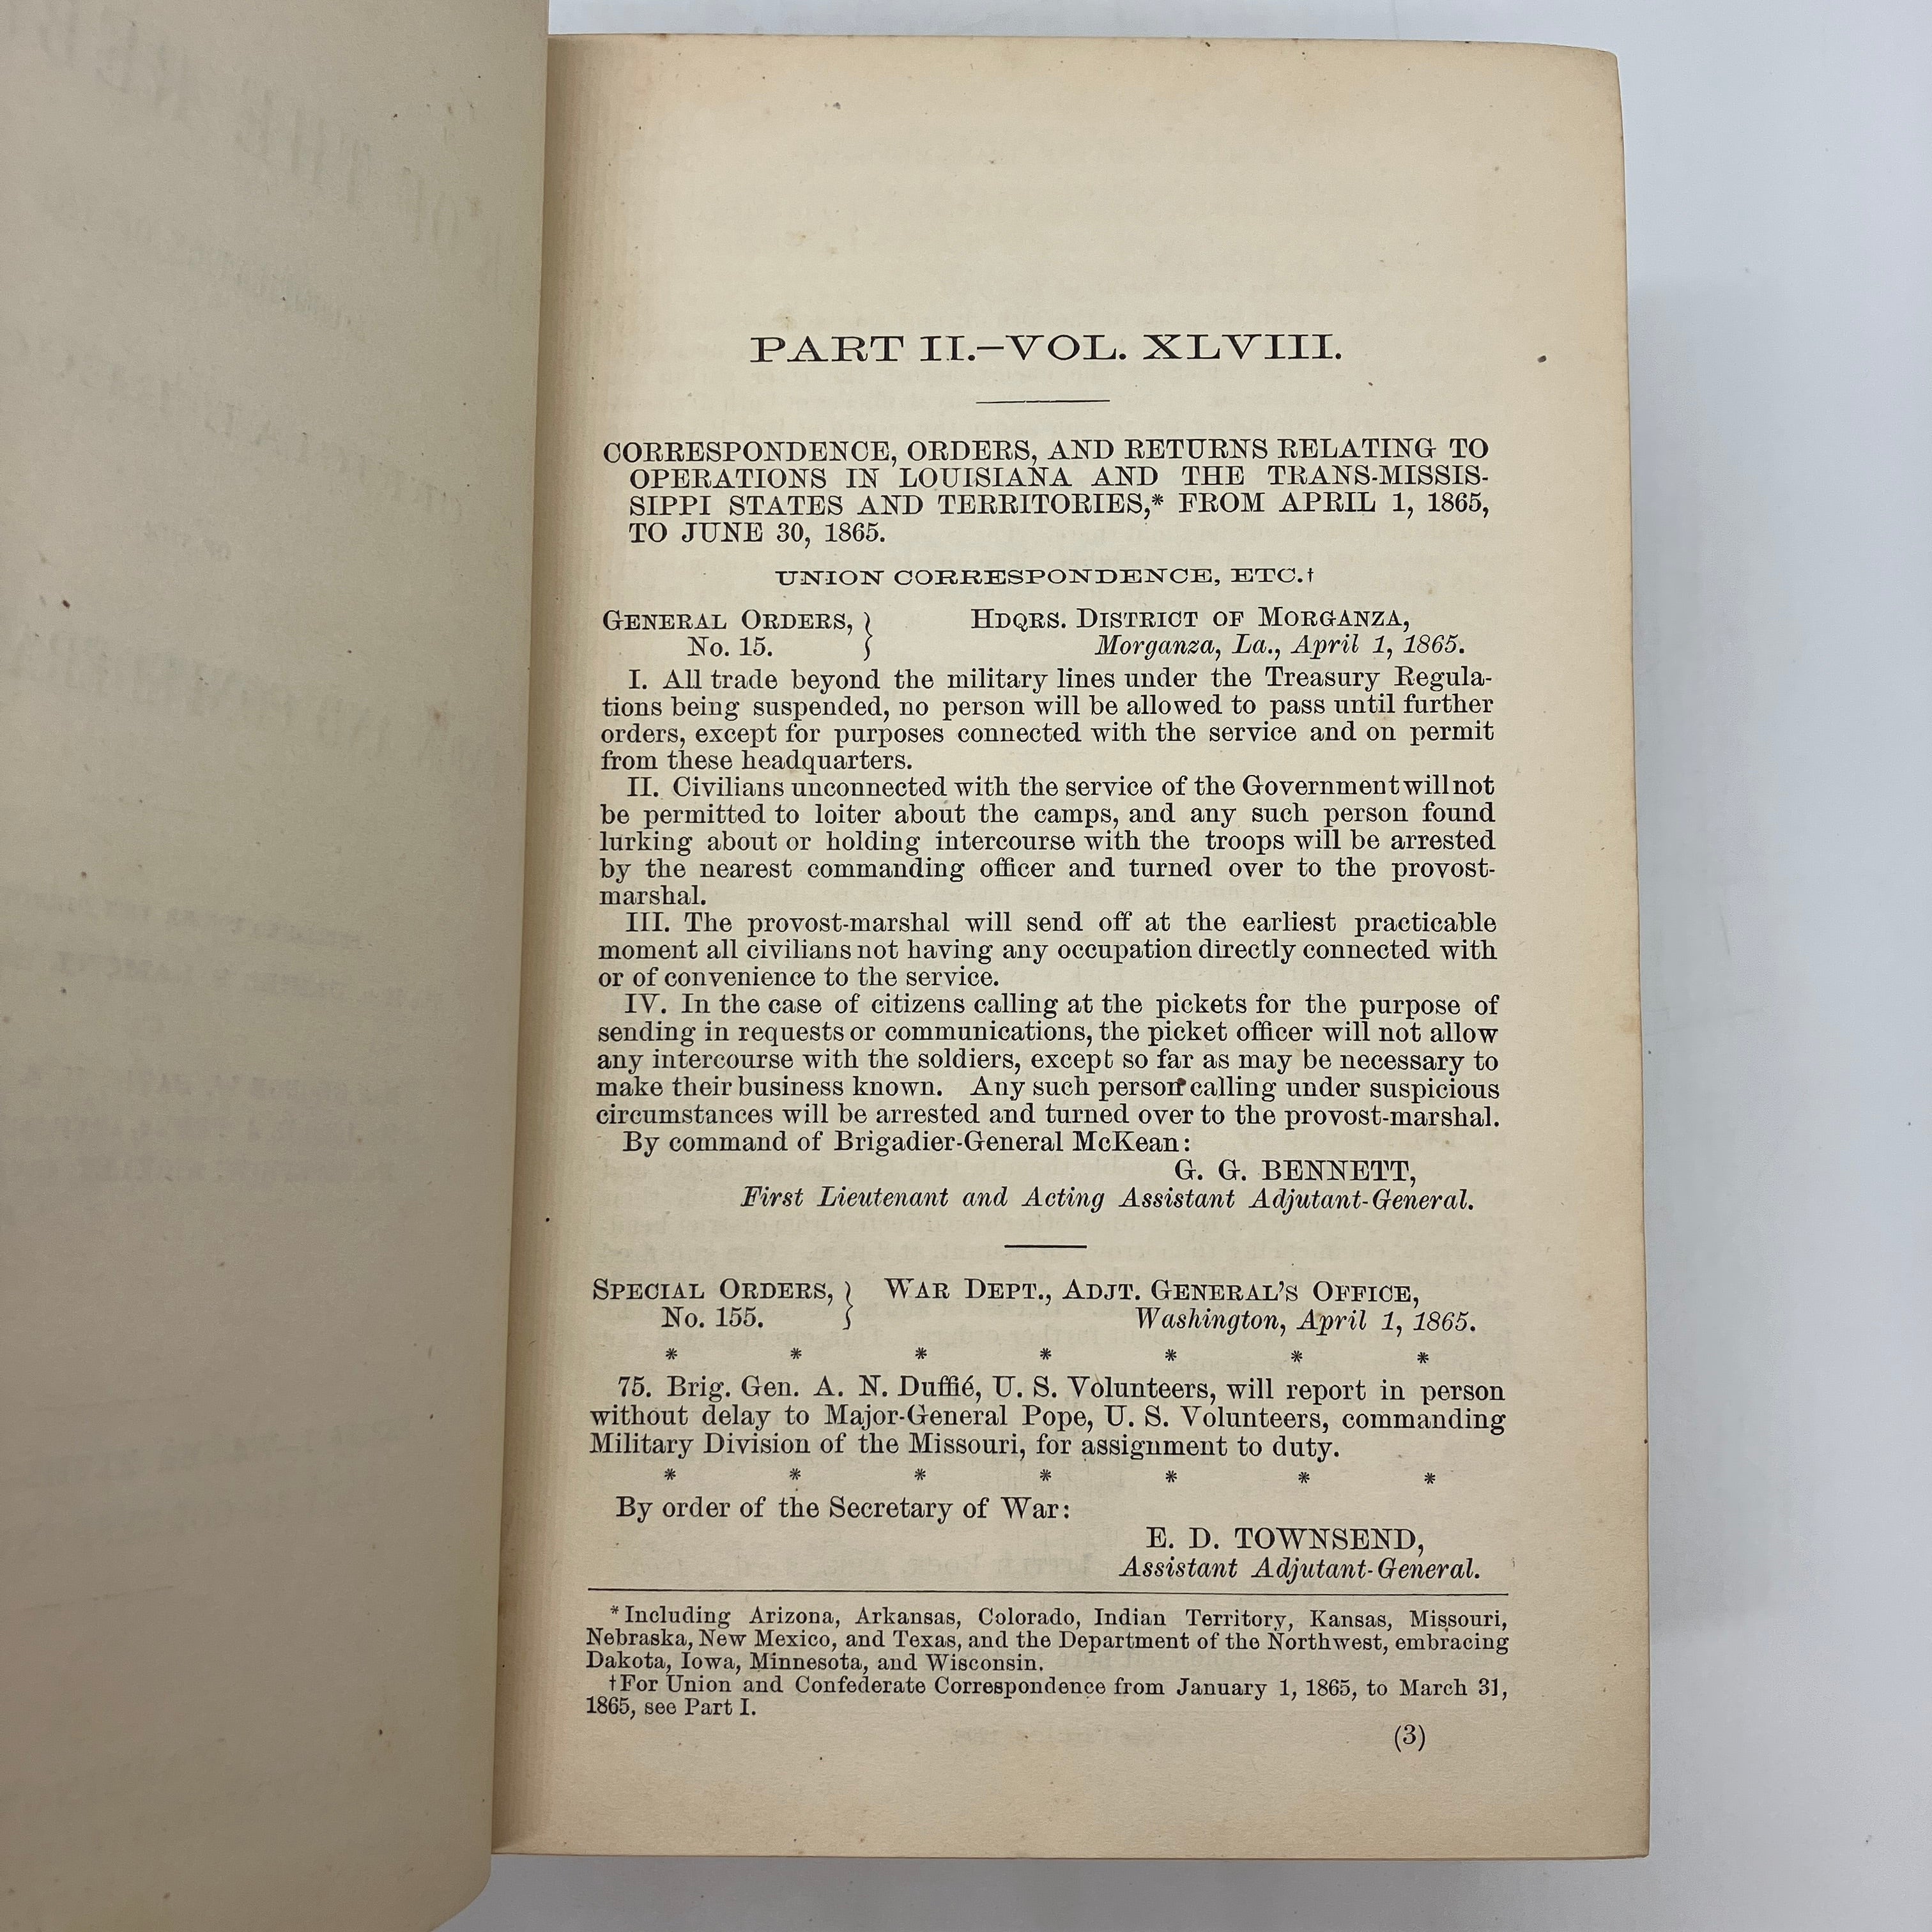 PART II.—VOL. XLVIII.
CORRESPONDENCE, ORDERS, AND RETURNS RELATING TO
OPERATIONS IN LOUISIANA AND THE TRANS-MISSIS-
SIPPI STATES AND TERRITORIES,* FROM APRIL 1, 1865,
TO JUNE 30, 1865.
UNION CORRESPONDENCE, ETC.†
GENERAL ORDERS, } HDQRS. DISTRICT OF MORGANZA,
No. 15. Morganza, La., April 1, 1865.
I. All trade beyond the military lines under the Treasury Regula-
tions being suspended, no person will be allowed to pass until further
orders, except for purposes connected with the service and on permit
from these headquarters.
II. Civilians unconnected with the service of the Government will not
be permitted to loiter about the camps, and any such person found
lurking about or holding intercourse with the troops will be arrested
by the nearest commanding officer and turned over to the provost-
marshal.
III. The provost-marshal will send off at the earliest practicable
moment all civilians not having any occupation directly connected with
or of convenience to the service.
IV. In the case of citizens calling at the pickets for the purpose of
sending in requests or communications, the picket officer will not allow
any intercourse with the soldiers, except so far as may be necessary to
make their business known. Any such person calling under suspicious
circumstances will be arrested and turned over to the provost-marshal.
By command of Brigadier-General McKean:
G. G. BENNETT,
First Lieutenant and Acting Assistant Adjutant-General.
SPECIAL ORDERS, } WAR DEPT., ADJT. GENERAL'S OFFICE,
No. 155. Washington, April 1, 1865.
* * * * * * *
75. Brig. Gen. A. N. Duffié, U. S. Volunteers, will report in person
without delay to Major-General Pope, U. S. Volunteers, commanding
Military Division of the Missouri, for assignment to duty.
* * * * * * *
By order of the Secretary of War:
E. D. TOWNSEND,
Assistant Adjutant-General.
*Including Arizona, Arkansas, Colorado, Indian Territory, Kansas, Missouri,
Nebraska, New Mexico, and Texas, and the Department of the Northwest, embracing
Dakota, Iowa, Minnesota, and Wisconsin.
†For Union and Confederate Correspondence from January 1, 1865, to March 31,
1865, see Part I.
(3)